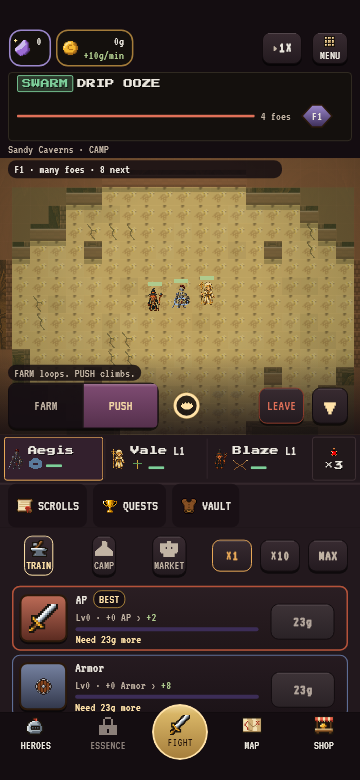 0
0g
+10g/min
▸1X
MENU
SWARM DRIP OOZE
4 foes
F1
Sandy Caverns · CAMP
F1 · many foes · 8 next
FARM loops. PUSH climbs.
FARM
PUSH
LEAVE
▼
Aegis
Vale L1
Blaze L1
×3
SCROLLS
QUESTS
VAULT
TRAIN
CAMP
MARKET
X1
X10
MAX
AP BEST
Lv0 · +0 AP › +2
Need 23g more
23g
Armor
Lv0 · +0 Armor › +8
Need 23g more
23g
HEROES
ESSENCE
FIGHT
MAP
SHOP